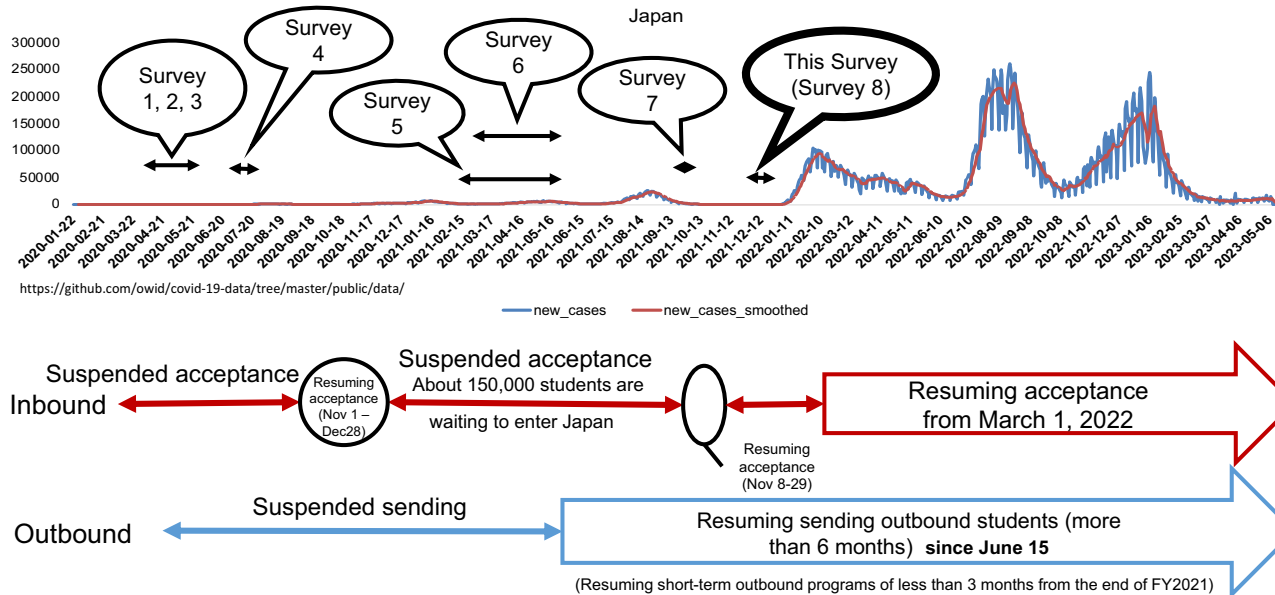 Japan
300000
250000
200000
150000
100000
50000
0
Survey
1, 2, 3
Survey
4
Survey
5
Survey
6
Survey
7
This Survey
(Survey 8)
2020-01-22
2020-02-21
2020-03-22
2020-04-21
2020-05-21
2020-06-20
2020-07-20
2020-08-19
2020-09-18
2020-10-18
2020-11-17
2020-12-17
2021-01-16
2021-02-15
2021-03-17
2021-04-16
2021-05-16
2021-06-15
2021-07-15
2021-08-14
2021-09-13
2021-10-13
2021-11-12
2021-12-12
2022-01-11
2022-02-10
2022-03-12
2022-04-11
2022-05-11
2022-06-10
2022-07-10
2022-08-09
2022-09-08
2022-10-08
2022-11-07
2022-12-07
2023-01-06
2023-02-05
2023-03-07
2023-04-06
2023-05-06
https://github.com/owid/covid-19-data/tree/master/public/data/
new_cases
new_cases_smoothed
Inbound
Suspended acceptance
Resuming
acceptance
(Nov 1 –
Dec28)
Suspended acceptance
About 150,000 students are
waiting to enter Japan
Resuming
acceptance
(Nov 8-29)
Resuming acceptance
from March 1, 2022
Outbound
Suspended sending
Resuming sending outbound students (more
than 6 months) since June 15
(Resuming short-term outbound programs of less than 3 months from the end of FY2021)